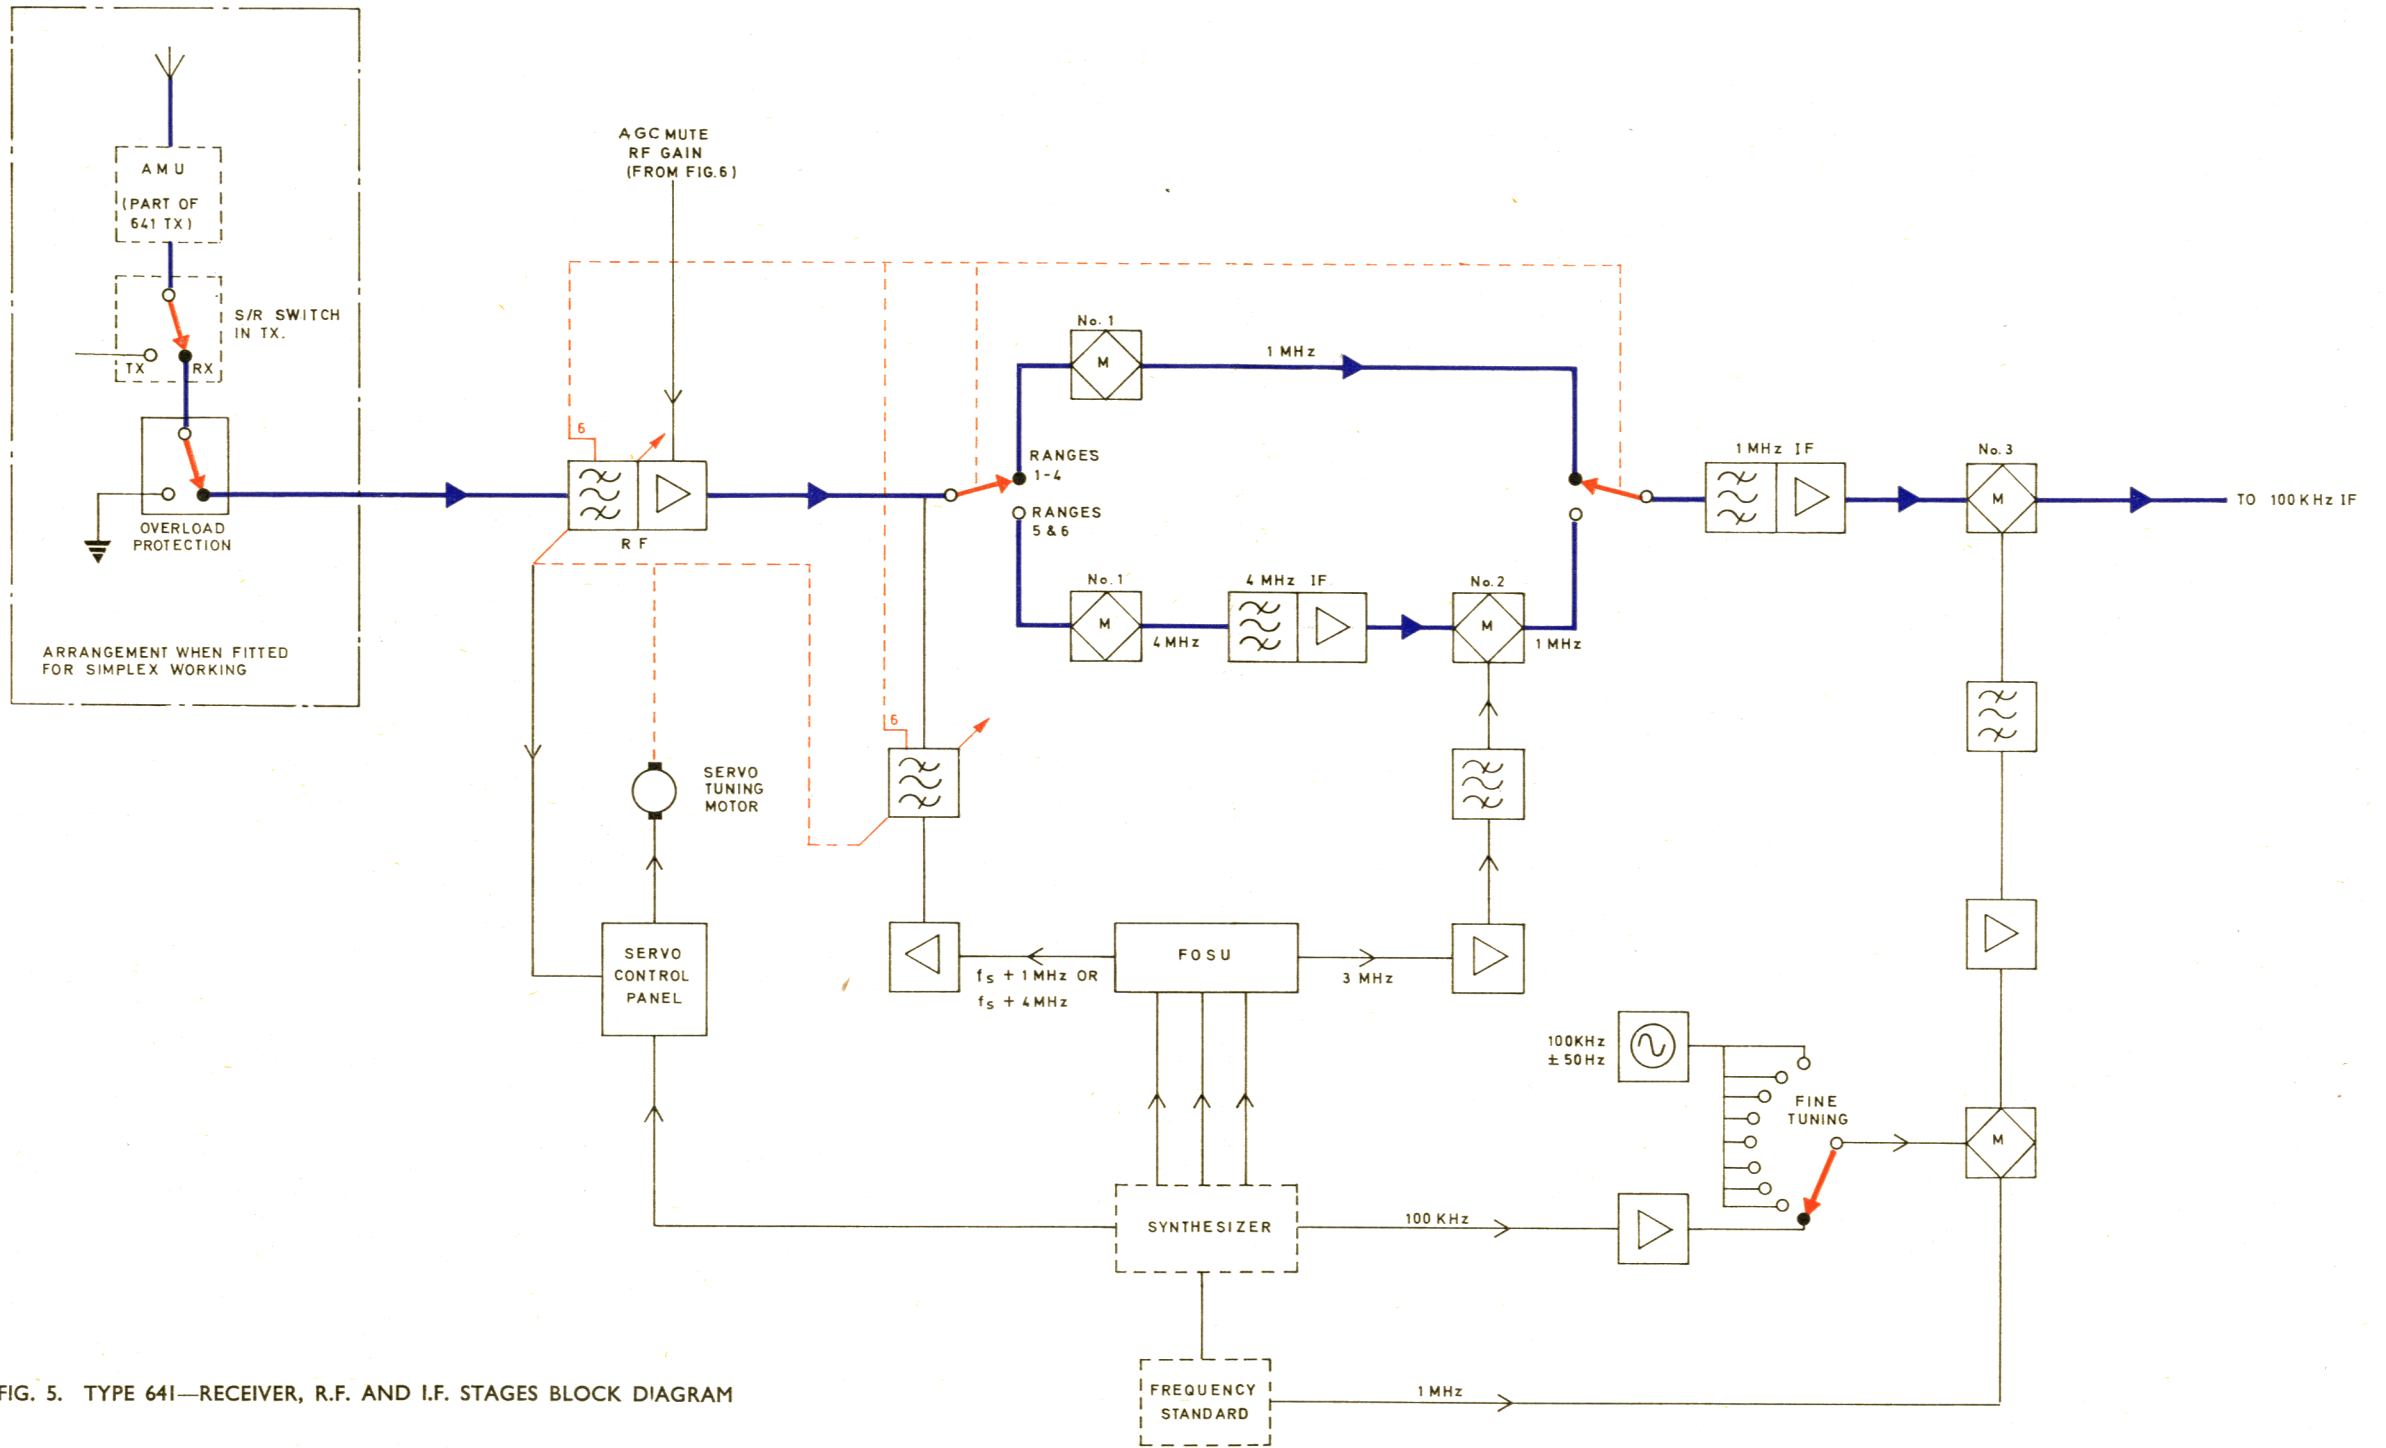 AMU
(PART OF
641 TX)
S/R SWITCH
IN TX.
TX
RX
OVERLOAD
PROTECTION
ARRANGEMENT WHEN FITTED
FOR SIMPLEX WORKING
AGC MUTE
RF GAIN
(FROM FIG.6)
6
RF
No. 1
M
1 MHz
RANGES
1-4
RANGES
5 & 6
No. 1
M
4 MHz
4 MHz IF
No. 2
M
1 MHz
1 MHz IF
No. 3
M
TO 100 KHz IF
6
SERVO
TUNING
MOTOR
SERVO
CONTROL
PANEL
fs + 1 MHz OR
fs + 4 MHz
FOSU
3 MHz
100KHz
± 50Hz
FINE
TUNING
M
SYNTHESIZER
100 KHz
FREQUENCY
STANDARD
1 MHz
FIG. 5. TYPE 641—RECEIVER, R.F. AND I.F. STAGES BLOCK DIAGRAM